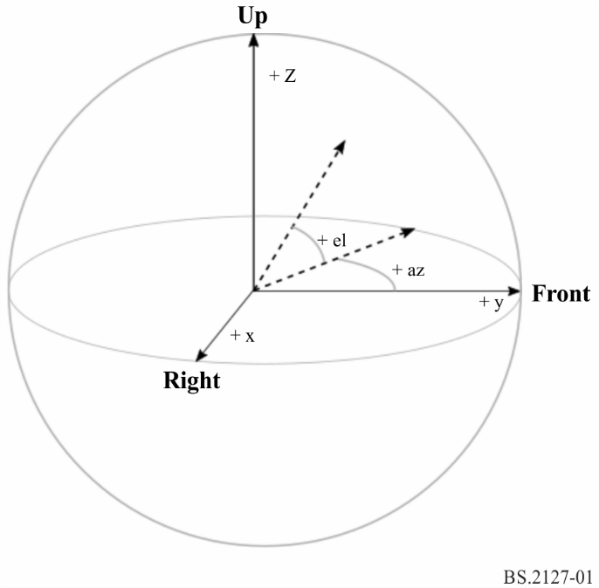 Up
+ Z
+ el
+ az
+ y
Front
+ x
Right
BS.2127-01